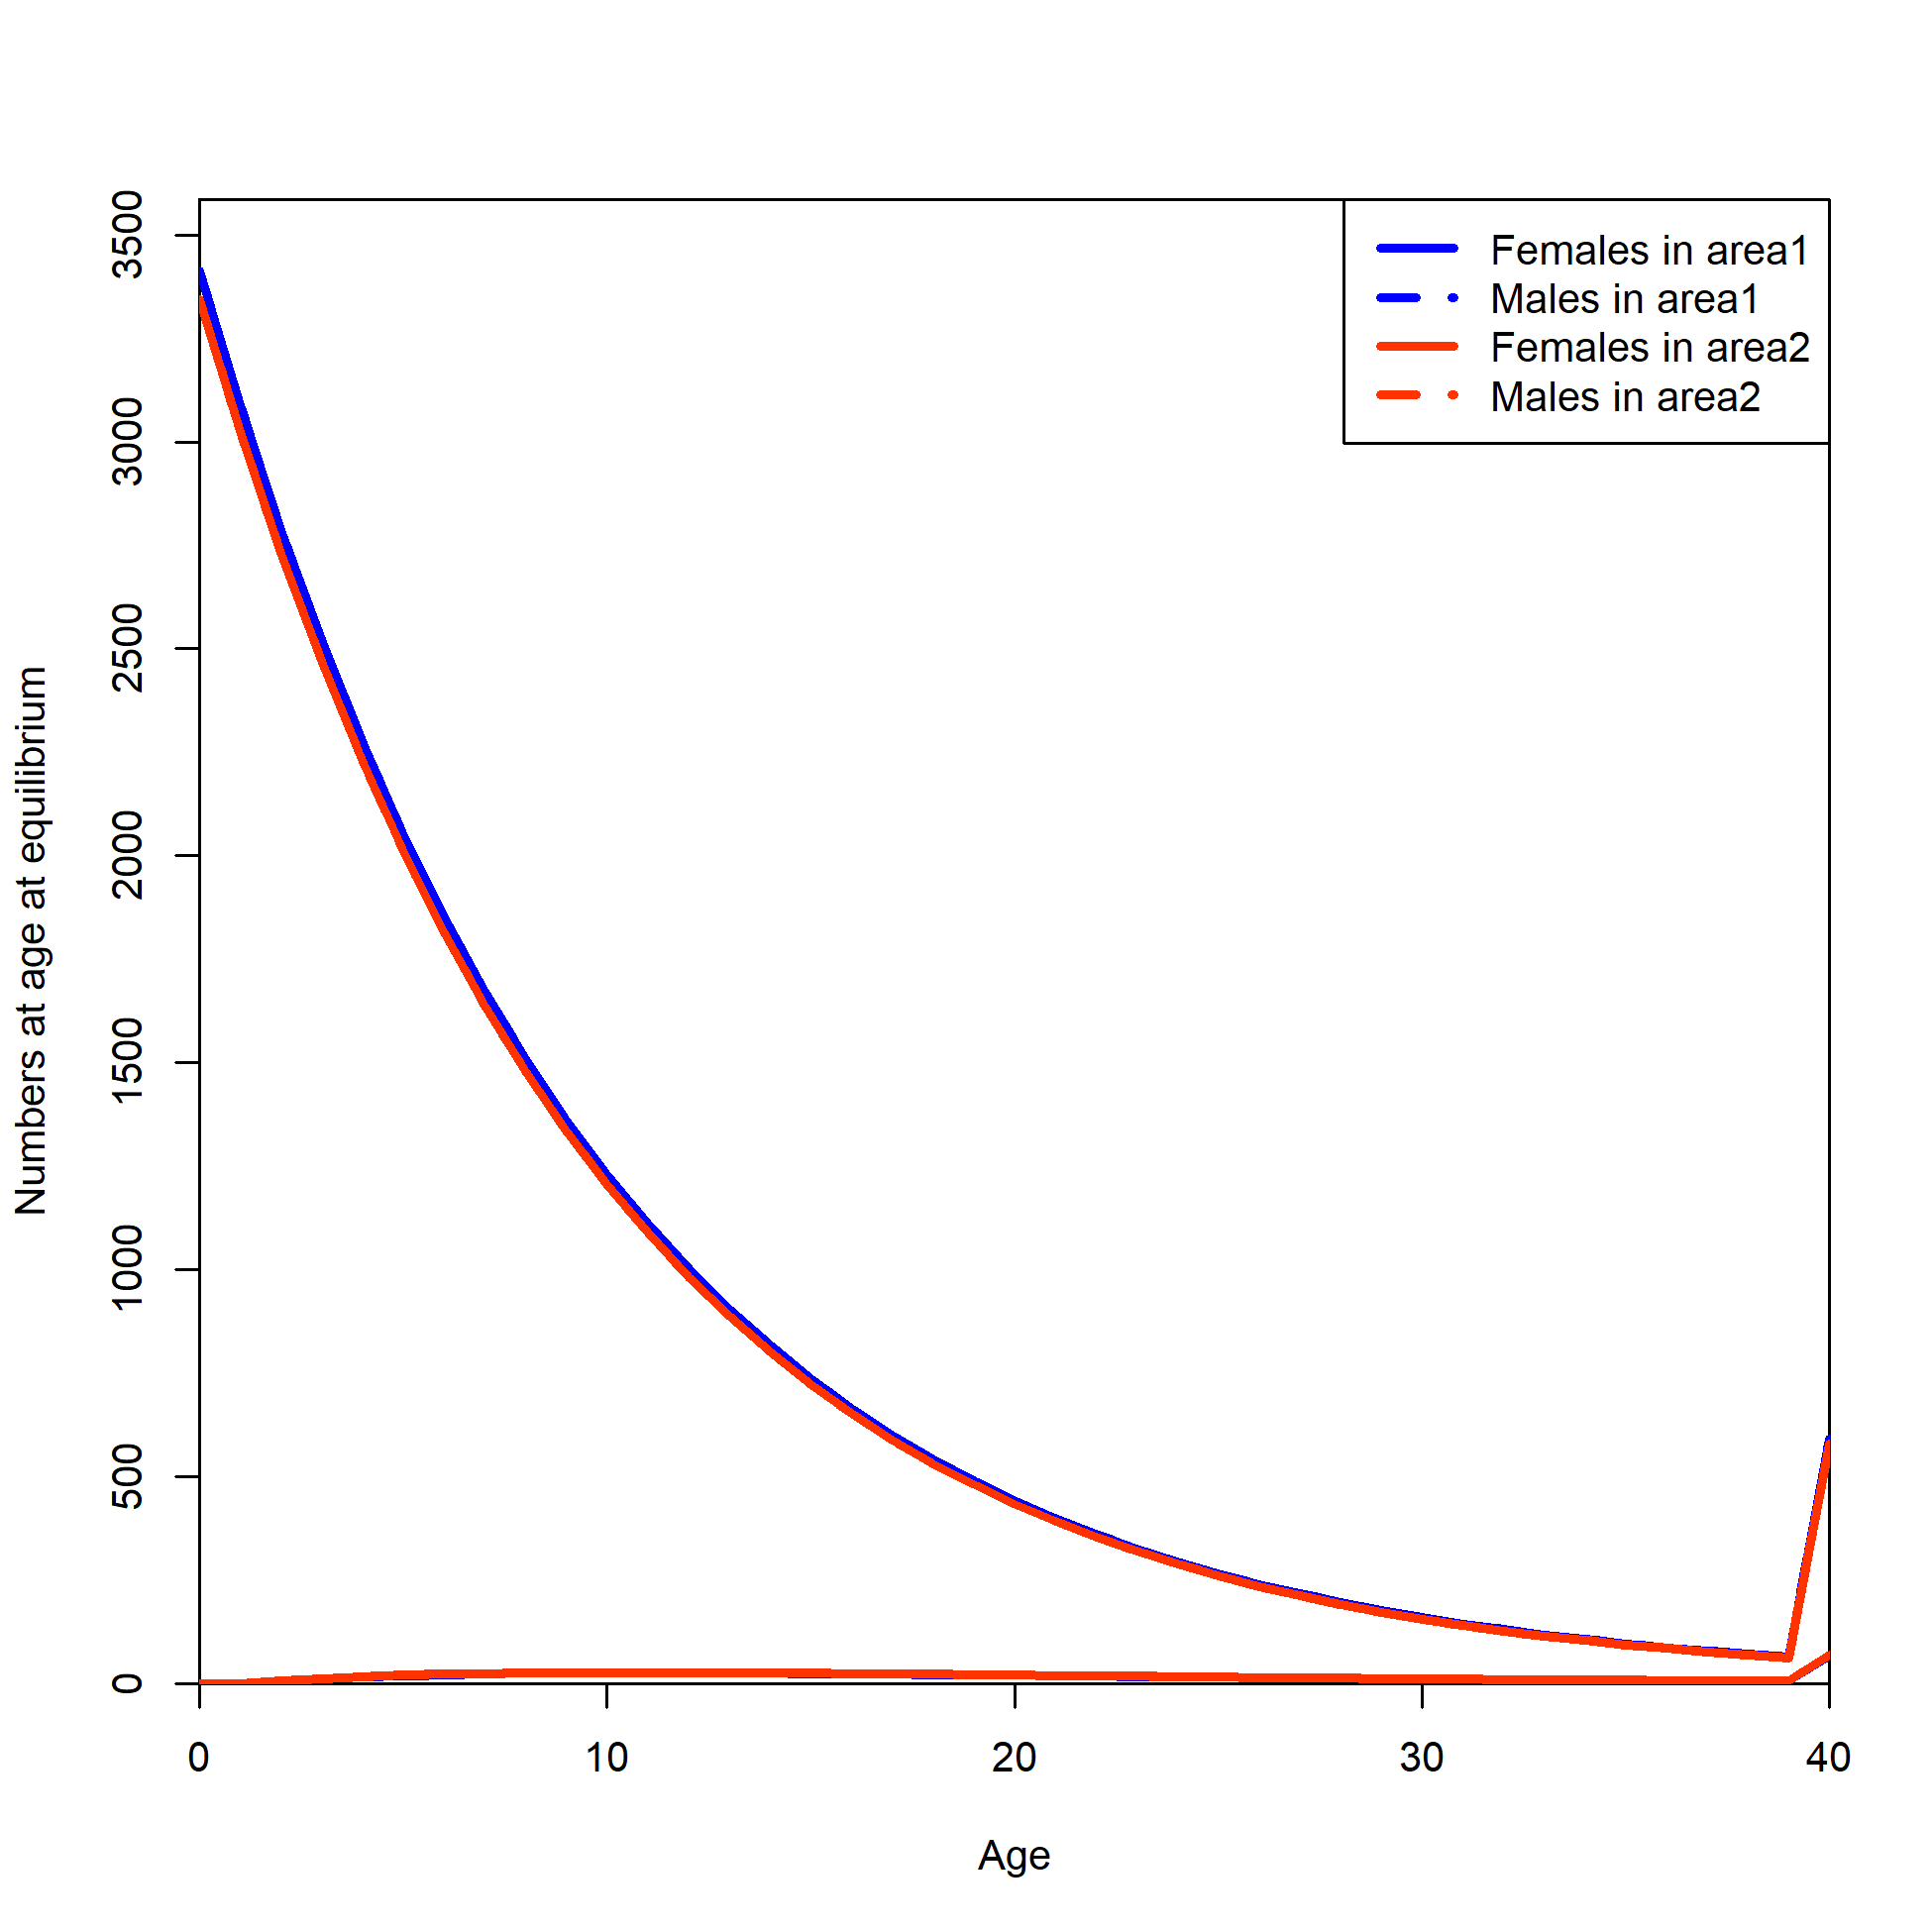 Females in area1
Males in area1
Females in area2
Males in area2
Numbers at age at equilibrium
3500
3000
2500
2000
1500
1000
500
0
0 10 20 30 40
Age